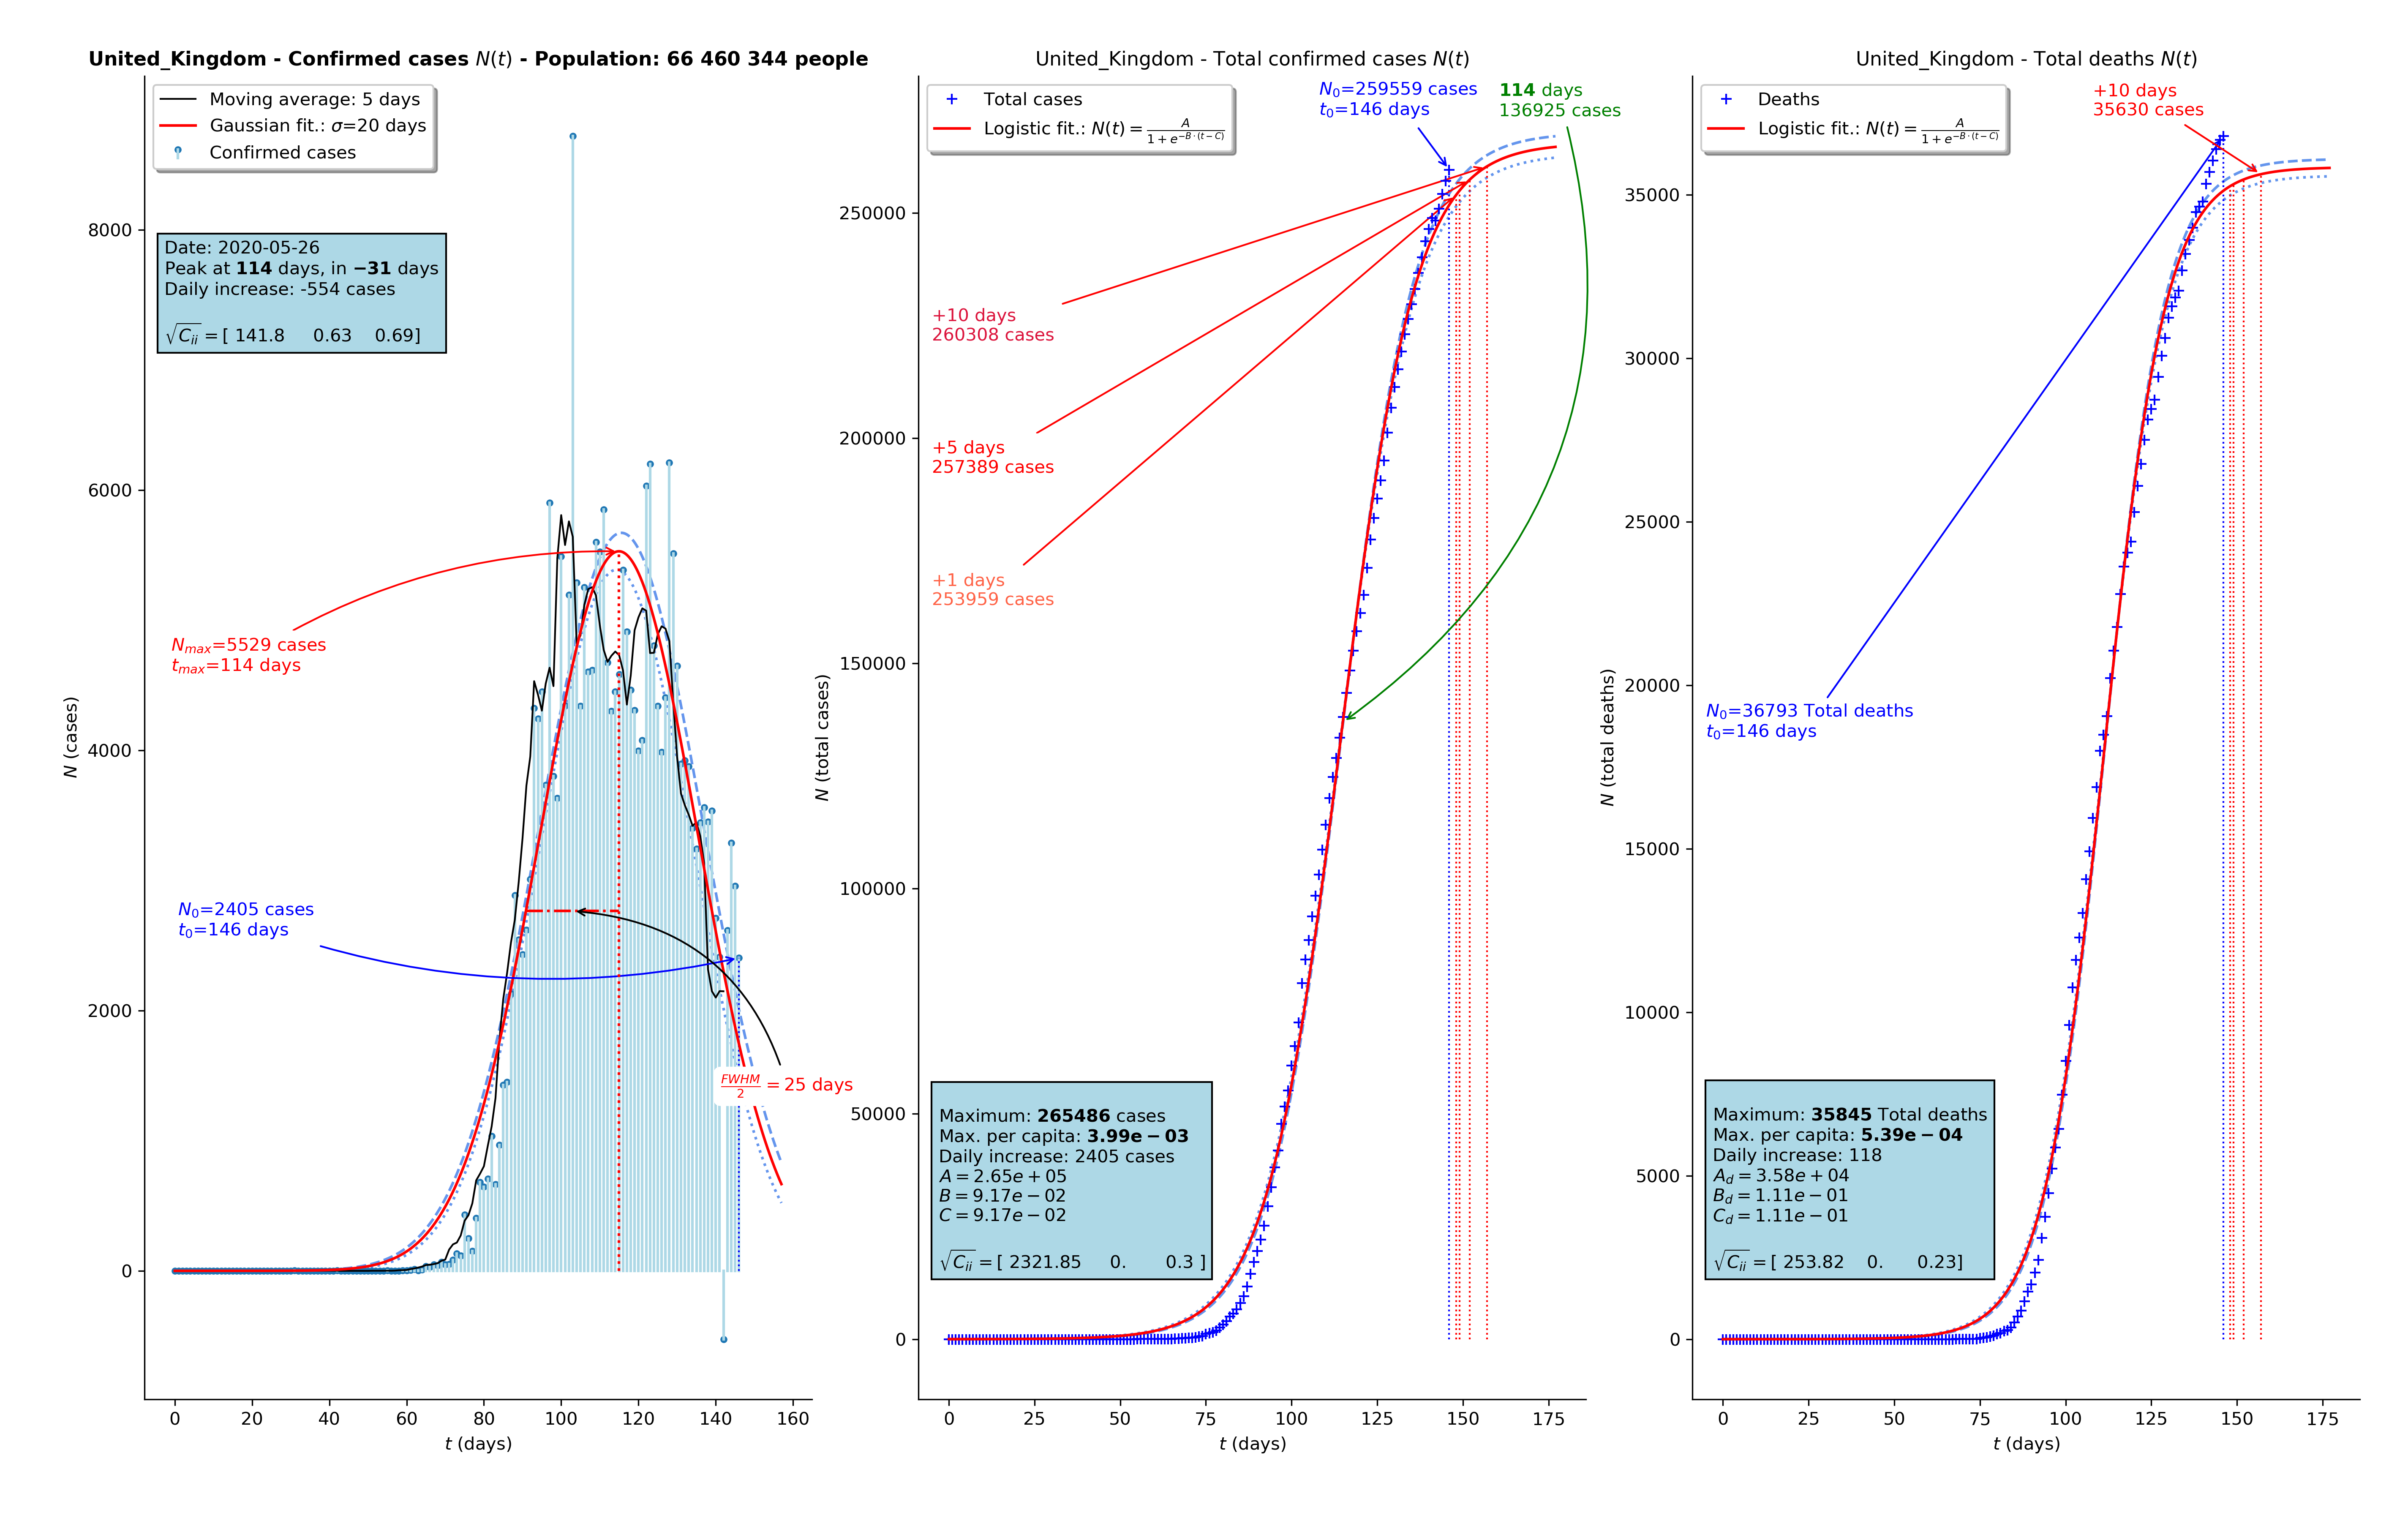 United_Kingdom - Confirmed cases N(t) - Population: 66 460 344 people
Moving average: 5 days
Gaussian fit.: σ=20 days
Confirmed cases
Date: 2020-05-26
Peak at 114 days, in −31 days
Daily increase: -554 cases
√C_ii = [ 141.8 0.63 0.69]
N_max=5529 cases
t_max=114 days
N_0=2405 cases
t_0=146 days
FWHM/2 = 25 days
N (cases)
8000
6000
4000
2000
0
0 20 40 60 80 100 120 140 160
t (days)
United_Kingdom - Total confirmed cases N(t)
Total cases
Logistic fit.: N(t) = A/(1 + e^{−B·(t−C)})
N_0=259559 cases
t_0=146 days
114 days
136925 cases
+10 days
260308 cases
+5 days
257389 cases
+1 days
253959 cases
Maximum: 265486 cases
Max. per capita: 3.99e − 03
Daily increase: 2405 cases
A = 2.65e + 05
B = 9.17e − 02
C = 9.17e − 02
√C_ii = [ 2321.85 0. 0.3 ]
N (total cases)
250000
200000
150000
100000
50000
0
0 25 50 75 100 125 150 175
t (days)
United_Kingdom - Total deaths N(t)
Deaths
Logistic fit.: N(t) = A/(1 + e^{−B·(t−C)})
+10 days
35630 cases
N_0=36793 Total deaths
t_0=146 days
Maximum: 35845 Total deaths
Max. per capita: 5.39e − 04
Daily increase: 118
A_d = 3.58e + 04
B_d = 1.11e − 01
C_d = 1.11e − 01
√C_ii = [ 253.82 0. 0.23]
N (total deaths)
35000
30000
25000
20000
15000
10000
5000
0
0 25 50 75 100 125 150 175
t (days)